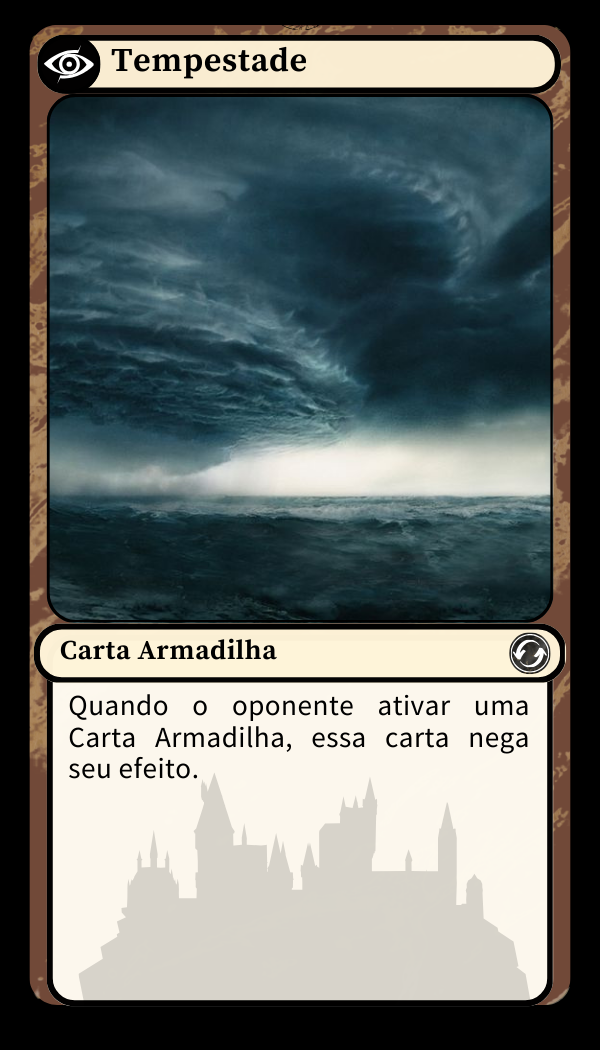 Tempestade
Carta Armadilha
Quando o oponente ativar uma
Carta Armadilha, essa carta nega
seu efeito.